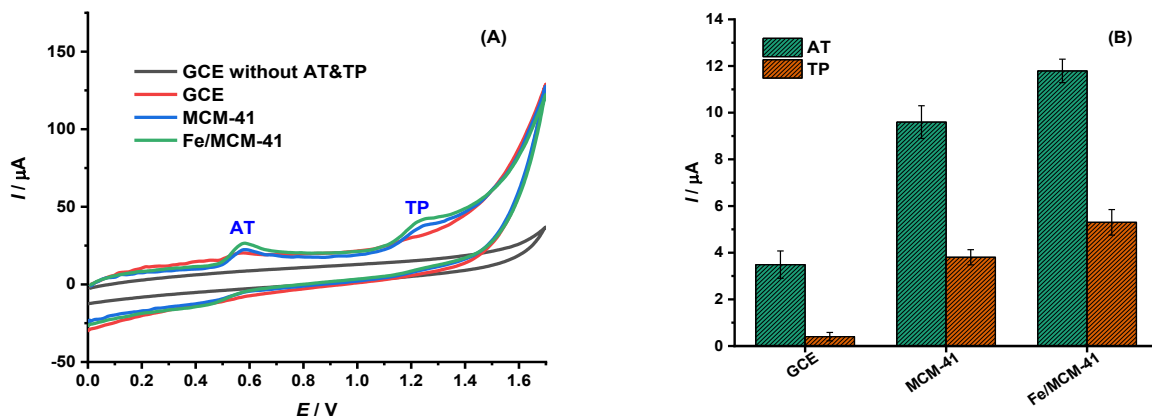 (A)
GCE without AT&TP
GCE
MCM-41
Fe/MCM-41
AT
TP
I / μA
150
100
50
0
-50
0.0 0.2 0.4 0.6 0.8 1.0 1.2 1.4 1.6
E / V
(B)
AT
TP
I / μA
14
12
10
8
6
4
2
0
GCE
MCM-41
Fe/MCM-41